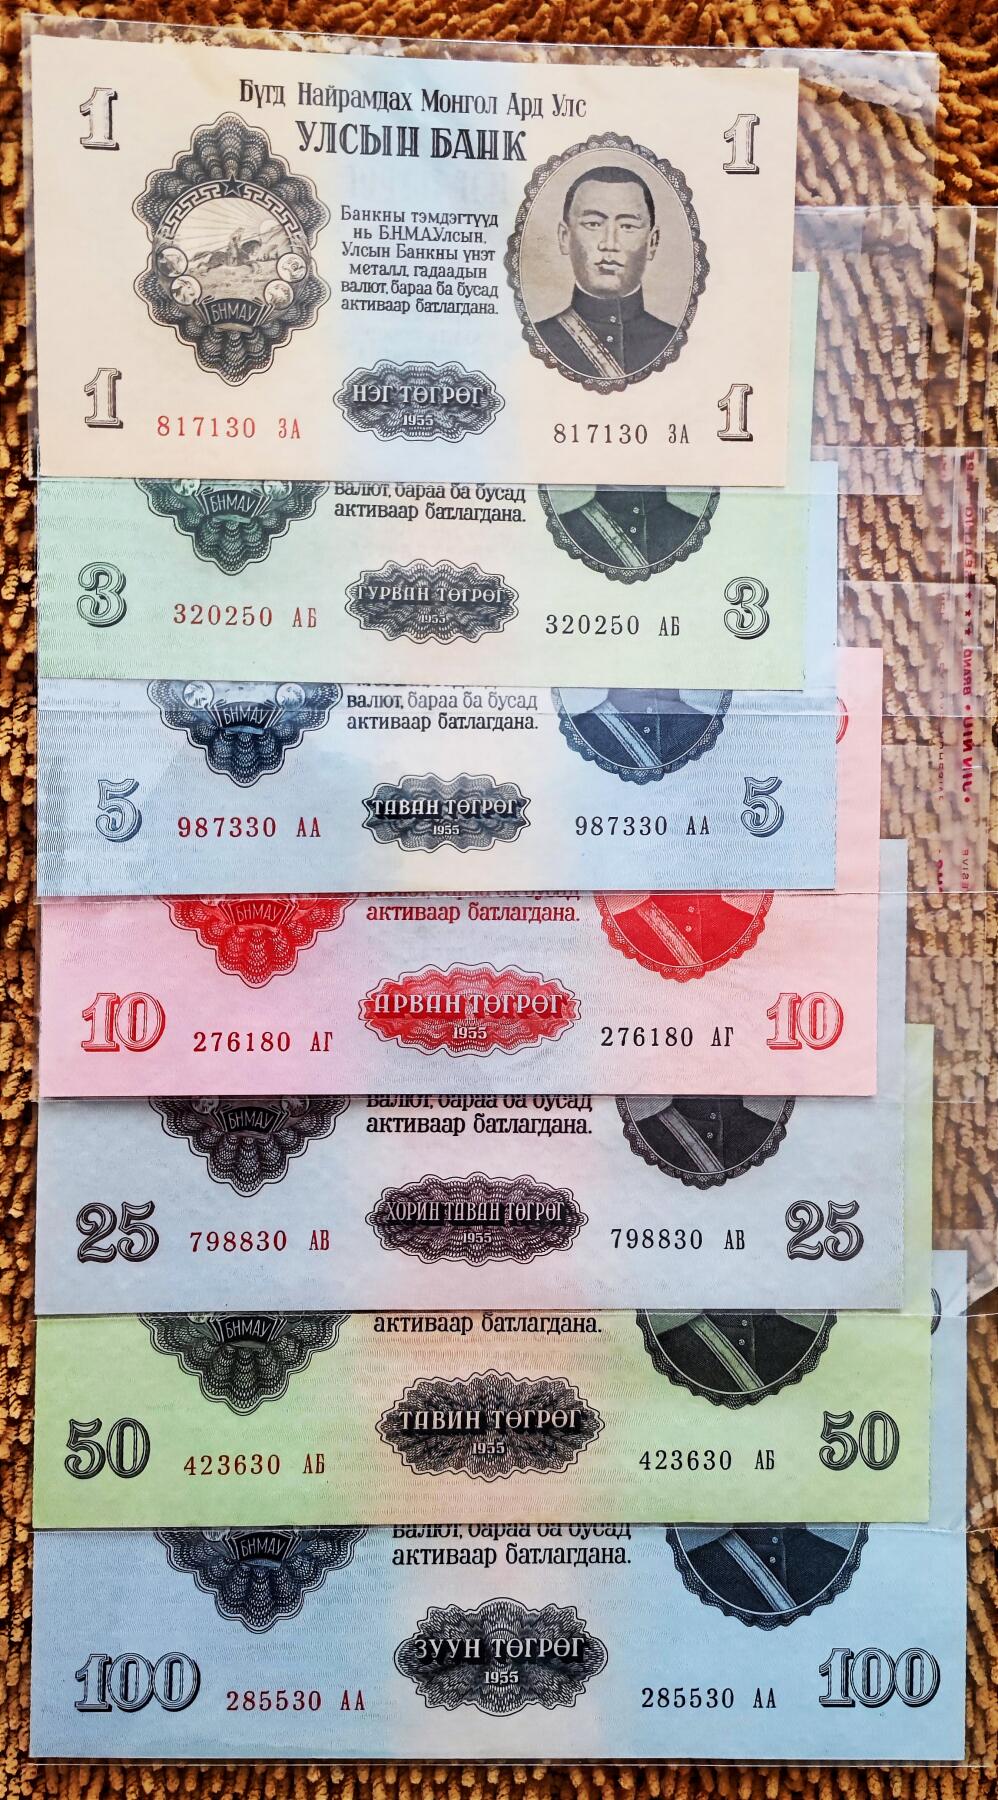 1
Бүгд Найрамдах Монгол Ард Улс
УЛСЫН БАНК
1
Банкны тэмдэгтүүд
нь Б.Н.М.А.Улсын,
Улсын Банкны үнэт
металл, гадаадын
валют, бараа ба бусад
активаар батлагдана.
БНМАУ
НЭГ ТӨГРӨГ
1955
1
817130 ЗА
817130 ЗА
1
валют, бараа ба бусад
активаар батлагдана.
БНМАУ
ГУРВАН ТӨГРӨГ
1955
3
320250 АБ
320250 АБ
3
валют, бараа ба бусад
активаар батлагдана.
БНМАУ
ТАВАН ТӨГРӨГ
1955
5
987330 АА
987330 АА
5
активаар батлагдана.
БНМАУ
АРВАН ТӨГРӨГ
1955
10
276180 АГ
276180 АГ
10
валют, бараа ба бусад
активаар батлагдана.
БНМАУ
ХОРИН ТАВАН ТӨГРӨГ
1955
25
798830 АВ
798830 АВ
25
активаар батлагдана.
БНМАУ
ТАВИН ТӨГРӨГ
1955
50
423630 АБ
423630 АБ
50
валют, бараа ба бусад
активаар батлагдана.
БНМАУ
ЗУУН ТӨГРӨГ
1955
100
285530 АА
285530 АА
100
BRAND